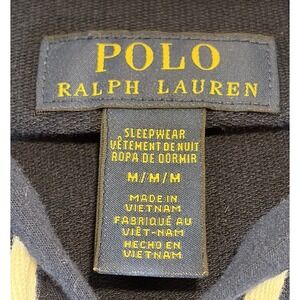 POLO
RALPH LAUREN
SLEEPWEAR
VÊTEMENT DE NUIT
ROPA DE DORMIR
M/M/M
MADE IN
VIETNAM
FABRIQUÉ AU
VIÊT-NAM
HECHO EN
VIETNAM